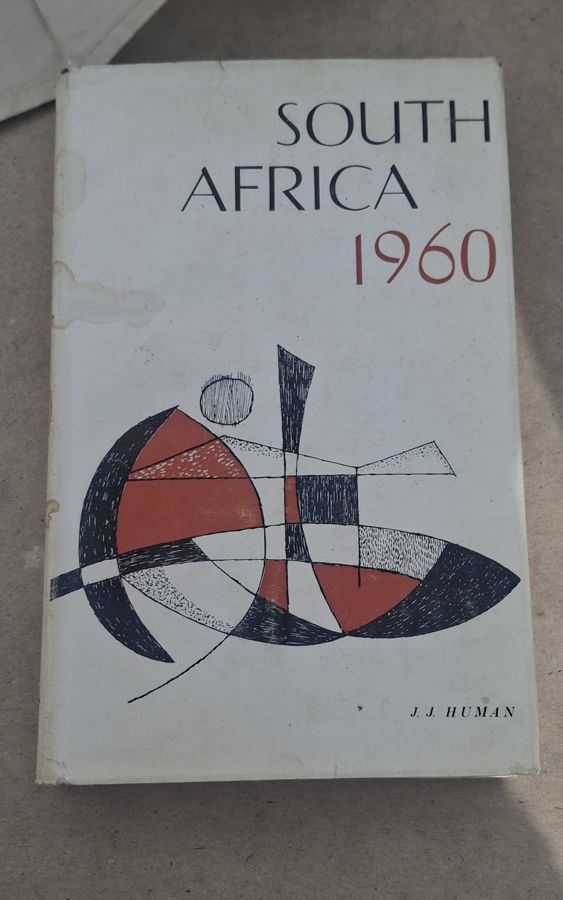 SOUTH
AFRICA
1960
J. J. HUMAN